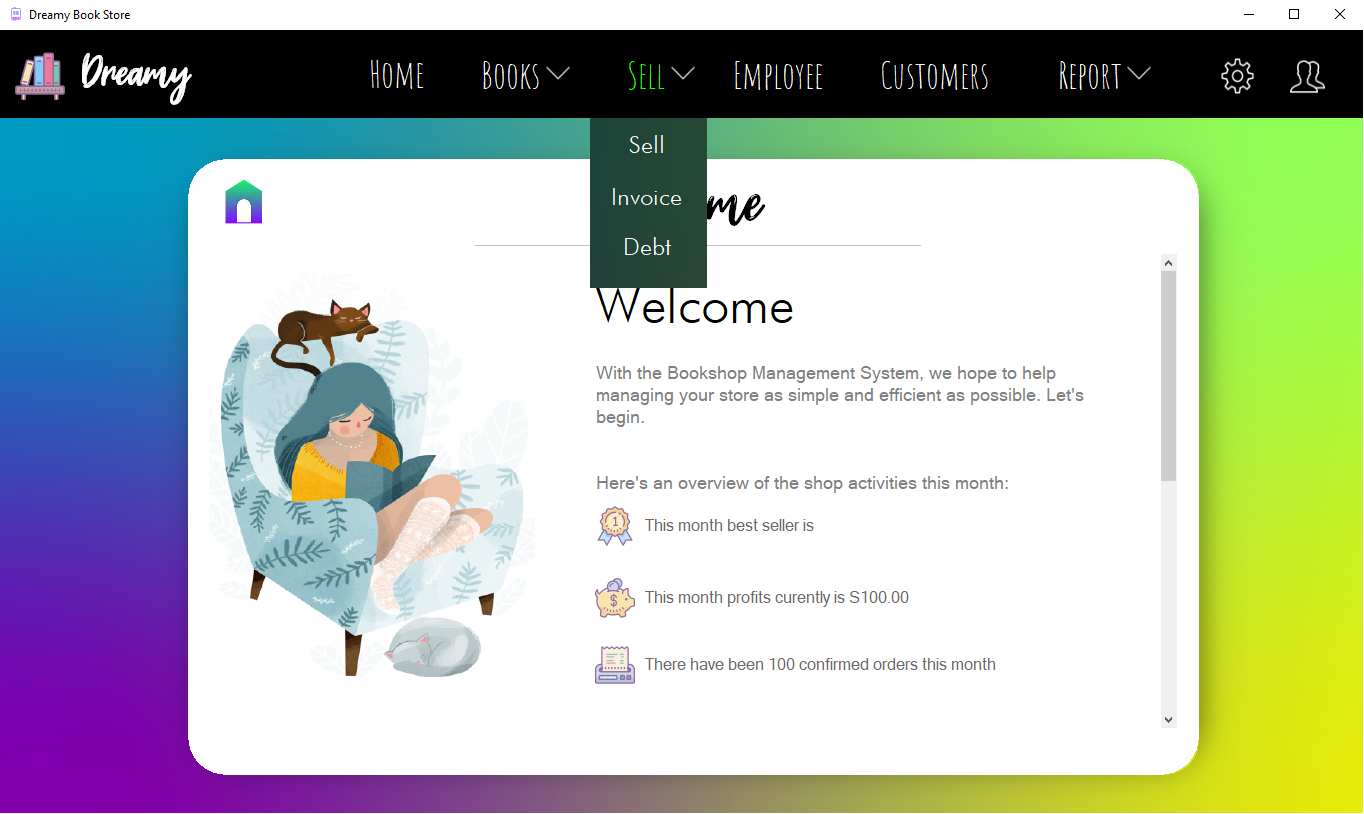 Dreamy Book Store
Dreamy
Home
Books
Sell
Employee
Customers
Report
Sell
Invoice
Debt
me
Welcome
With the Bookshop Management System, we hope to help
managing your store as simple and efficient as possible. Let's
begin.
Here's an overview of the shop activities this month:
1
This month best seller is
$
This month profits curently is S100.00
There have been 100 confirmed orders this month